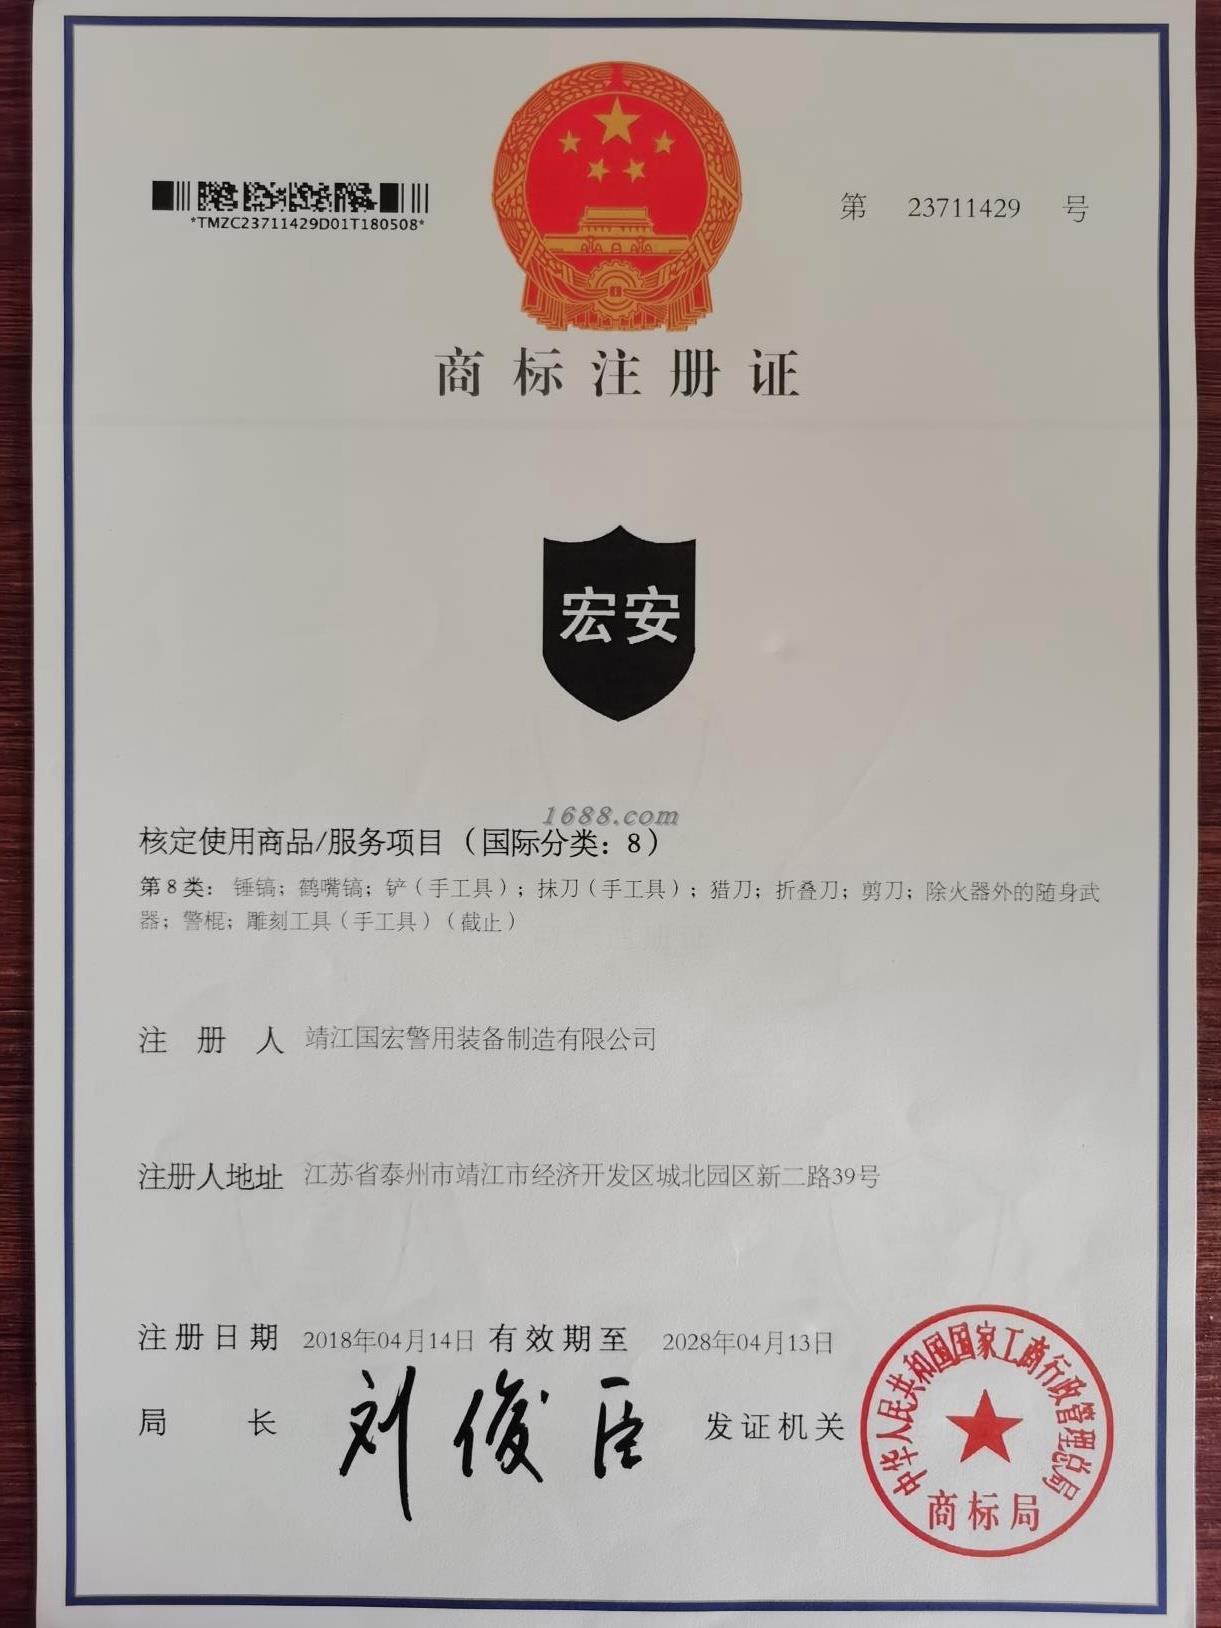 *TMZC23711429D01T180508*
第 23711429 号
商标注册证
宏安
1688.com
核定使用商品/服务项目（国际分类：8）
第8类：锤镐；鹤嘴镐；铲（手工具）；抹刀（手工具）；猎刀；折叠刀；剪刀；除火器外的随身武
器；警棍；雕刻工具（手工具）（截止）
注册人 靖江国宏警用装备制造有限公司
注册人地址 江苏省泰州市靖江市经济开发区城北园区新二路39号
注册日期 2018年04月14日 有效期至 2028年04月13日
局长 刘俊臣 发证机关
中华人民共和国国家工商行政管理总局
商标局